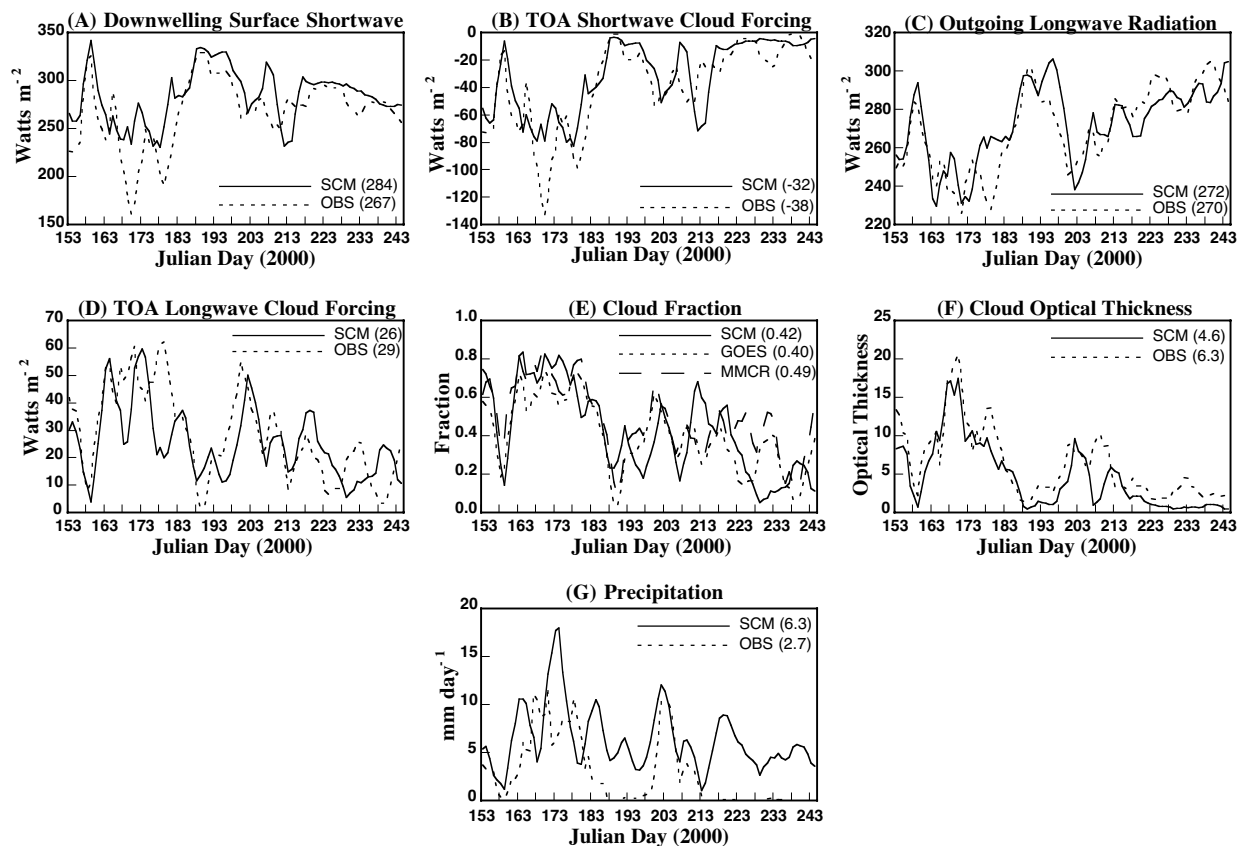 (A) Downwelling Surface Shortwave
350
300
250
200
150
Watts m-2
SCM (284)
OBS (267)
153 163 173 183 193 203 213 223 233 243
Julian Day (2000)
(B) TOA Shortwave Cloud Forcing
0
-20
-40
-60
-80
-100
-120
-140
Watts m-2
SCM (-32)
OBS (-38)
153 163 173 183 193 203 213 223 233 243
Julian Day (2000)
(C) Outgoing Longwave Radiation
320
300
280
260
240
220
Watts m-2
SCM (272)
OBS (270)
153 163 173 183 193 203 213 223 233 243
Julian Day (2000)
(D) TOA Longwave Cloud Forcing
70
60
50
40
30
20
10
0
Watts m-2
SCM (26)
OBS (29)
153 163 173 183 193 203 213 223 233 243
Julian Day (2000)
(E) Cloud Fraction
1.0
0.8
0.6
0.4
0.2
0.0
Fraction
SCM (0.42)
GOES (0.40)
MMCR (0.49)
153 163 173 183 193 203 213 223 233 243
Julian Day (2000)
(F) Cloud Optical Thickness
25
20
15
10
5
0
Optical Thickness
SCM (4.6)
OBS (6.3)
153 163 173 183 193 203 213 223 233 243
Julian Day (2000)
(G) Precipitation
20
15
10
5
0
mm day-1
SCM (6.3)
OBS (2.7)
153 163 173 183 193 203 213 223 233 243
Julian Day (2000)